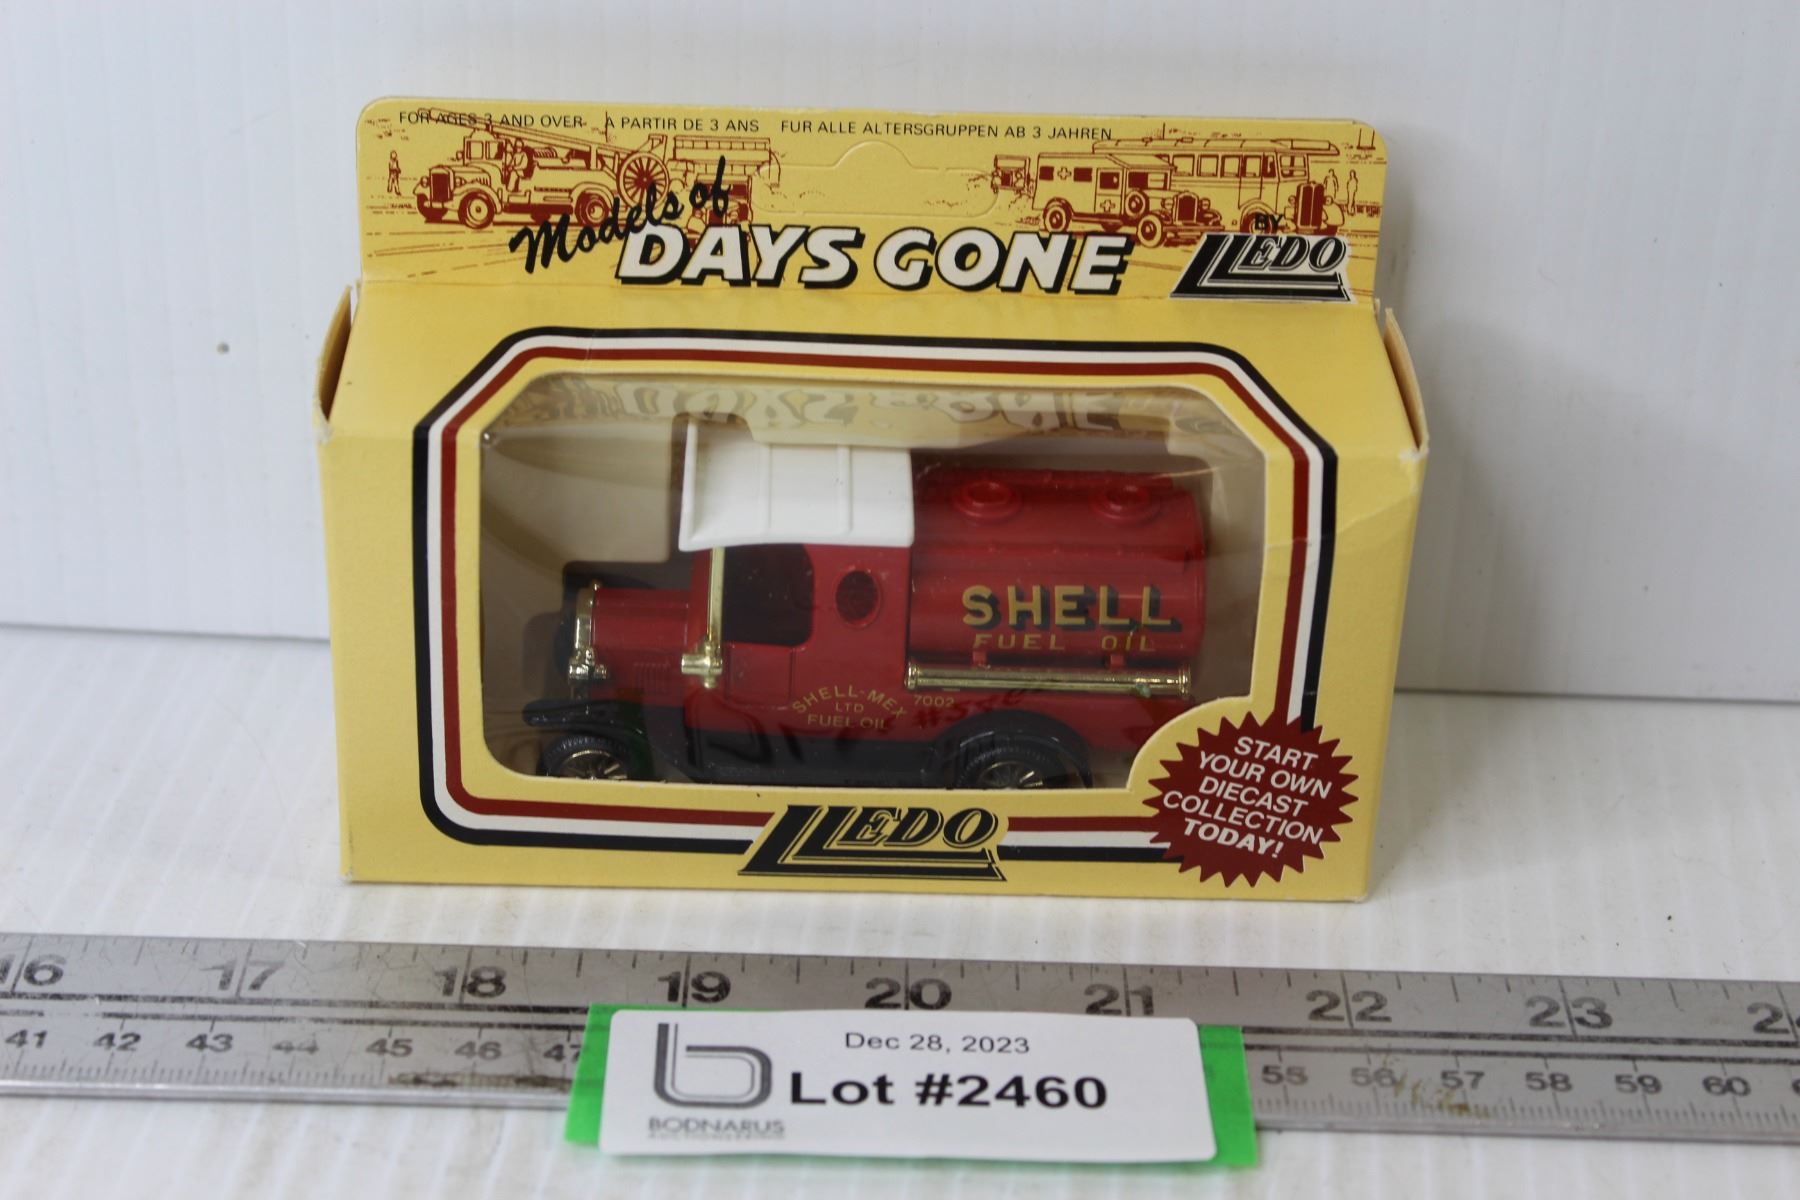 FOR AGES 3 AND OVER A PARTIR DE 3 ANS FUR ALLE ALTERSGRUPPEN AB 3 JAHREN
Models of
DAYS GONE
BY
LLEDO
SHELL
FUEL OIL
SHELL-MEX
LTD
FUEL OIL
7002
START
YOUR OWN
DIECAST
COLLECTION
TODAY!
LLEDO
16 17 18 19 20 21 22 23
41 42 43 44 45 46 47 55 56 57 58 59 60
Dec 28, 2023
Lot #2460
BODNARUS